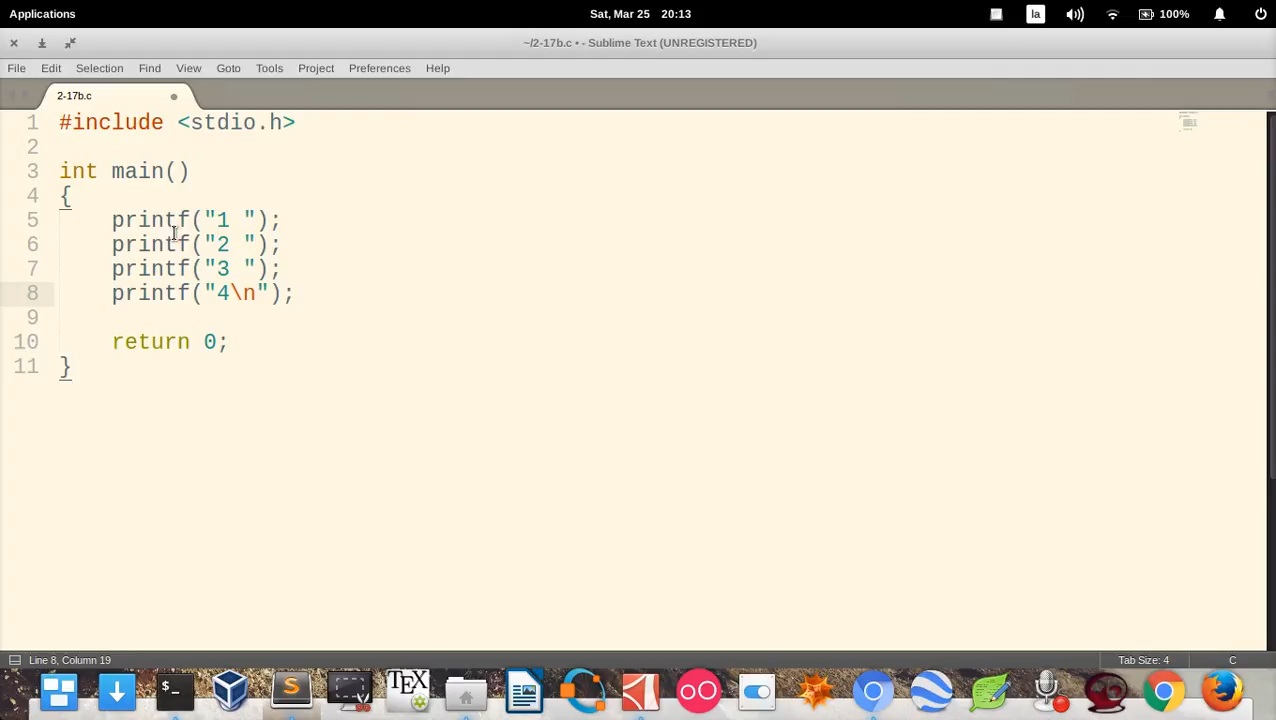 Applications
Sat, Mar 25 20:13
la
100%
~/2-17b.c • - Sublime Text (UNREGISTERED)
File Edit Selection Find View Goto Tools Project Preferences Help
2-17b.c
1 #include <stdio.h>
2
3 int main()
4 {
5 printf("1 ");
6 printf("2 ");
7 printf("3 ");
8 printf("4\n");
9
10 return 0;
11 }
Line 8, Column 19
Tab Size: 4
C
>_
S
TEX